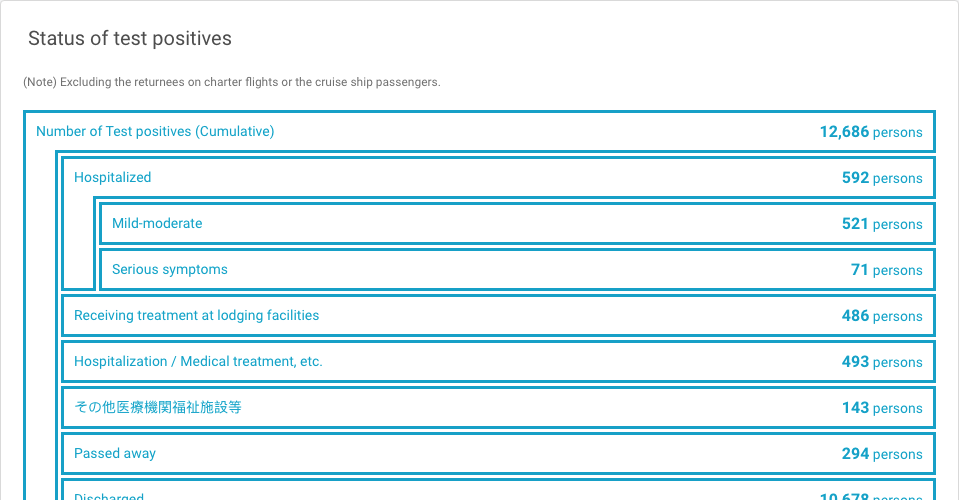 Status of test positives
(Note) Excluding the returnees on charter flights or the cruise ship passengers.
Number of Test positives (Cumulative) 12,686 persons
Hospitalized 592 persons
Mild-moderate 521 persons
Serious symptoms 71 persons
Receiving treatment at lodging facilities 486 persons
Hospitalization / Medical treatment, etc. 493 persons
その他医療機関福祉施設等 143 persons
Passed away 294 persons
Discharged 10,678 persons